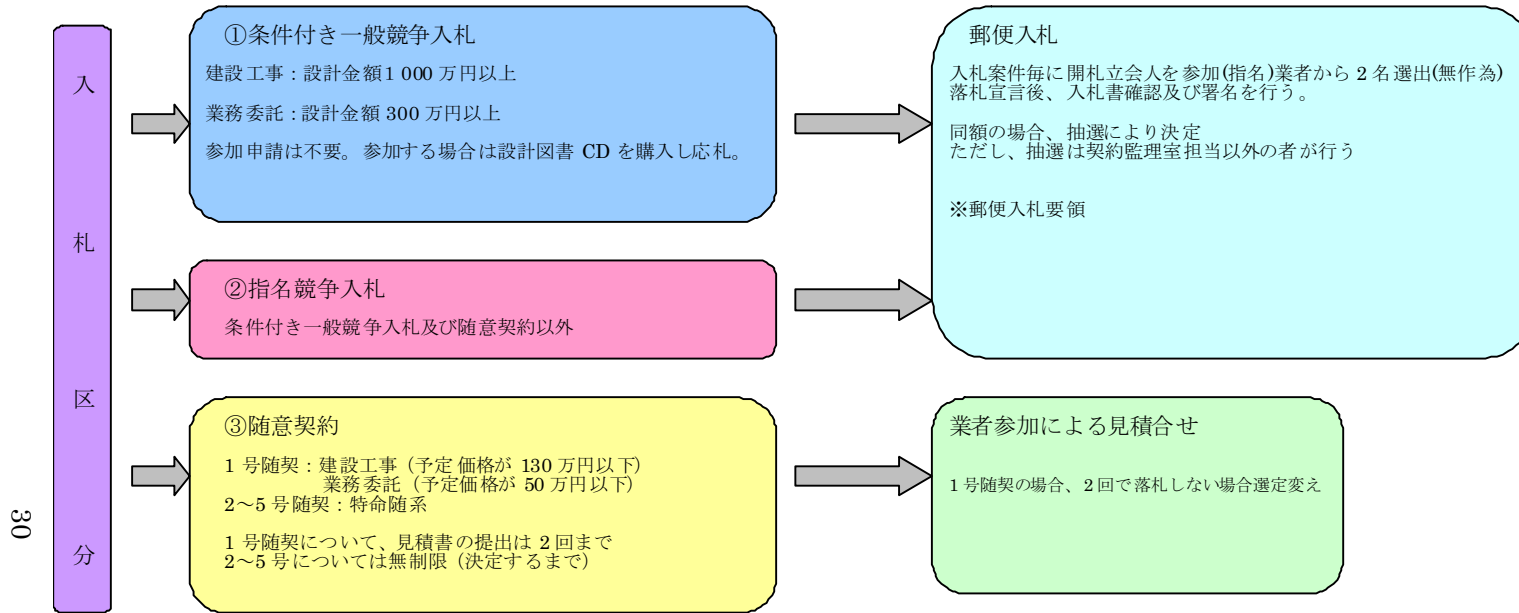 入札区分
①条件付き一般競争入札
建設工事：設計金額1 000 万円以上
業務委託：設計金額 300 万円以上
参加申請は不要。参加する場合は設計図書 CD を購入し応札。
郵便入札
入札案件毎に開札立会人を参加(指名)業者から 2 名選出(無作為)
落札宣言後、入札書確認及び署名を行う。
同額の場合、抽選により決定
ただし、抽選は契約監理室担当以外の者が行う
※郵便入札要領
②指名競争入札
条件付き一般競争入札及び随意契約以外
③随意契約
1 号随契：建設工事（予定価格が 130 万円以下）
業務委託（予定価格が 50 万円以下）
2～5 号随契：特命随系
1 号随契について、見積書の提出は 2 回まで
2～5 号については無制限（決定するまで）
業者参加による見積合せ
1 号随契の場合、2 回で落札しない場合選定変え
30